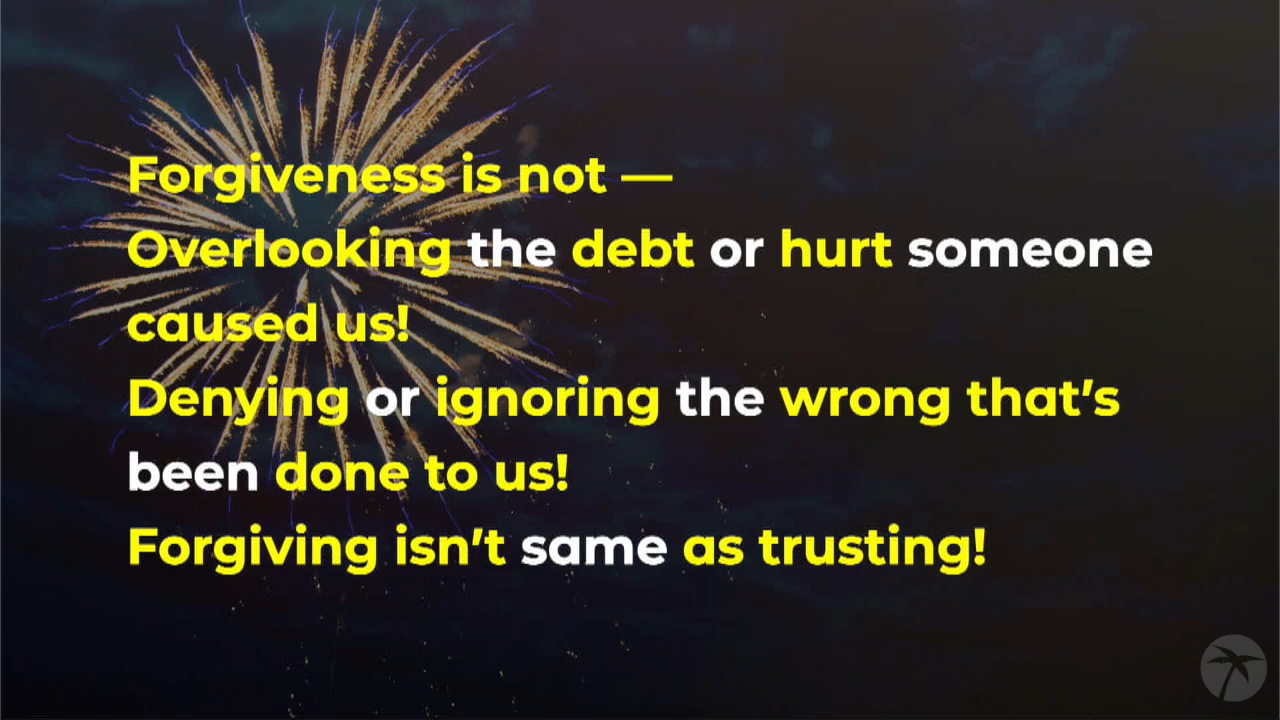 Forgiveness is not —
Overlooking the debt or hurt someone
caused us!
Denying or ignoring the wrong that’s
been done to us!
Forgiving isn’t same as trusting!